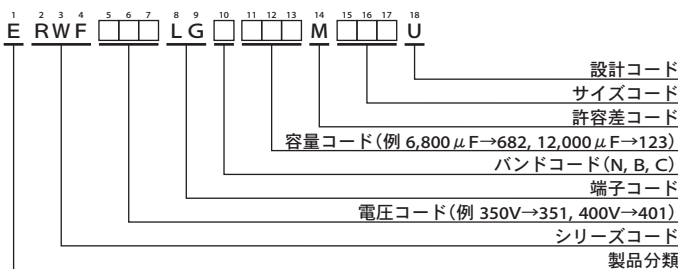 1 2 3 4 5 6 7 8 9 10 11 12 13 14 15 16 17 18
E RWF □□□ LG □ □□□ M □□□ U
設計コード
サイズコード
許容差コード
容量コード(例 6,800μF→682, 12,000μF→123)
バンドコード(N, B, C)
端子コード
電圧コード(例 350V→351, 400V→401)
シリーズコード
製品分類